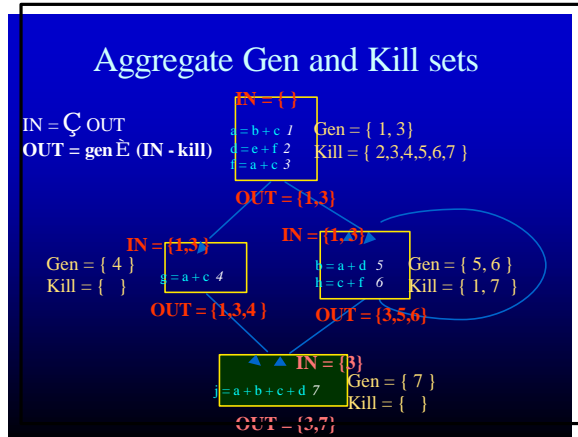 Aggregate Gen and Kill sets
IN = { }
IN = Ç OUT
OUT = gen È (IN - kill)
a = b + c 1
d = e + f 2
f = a + c 3
Gen = { 1, 3}
Kill = { 2,3,4,5,6,7 }
OUT = {1,3}
IN = {1,3}
IN = {1, 3}
Gen = { 4 }
Kill = { }
g = a + c 4
b = a + d 5
h = c + f 6
Gen = { 5, 6 }
Kill = { 1, 7 }
OUT = {1,3,4 }
OUT = {3,5,6}
IN = {3}
j = a + b + c + d 7
Gen = { 7 }
Kill = { }
OUT = {3,7}